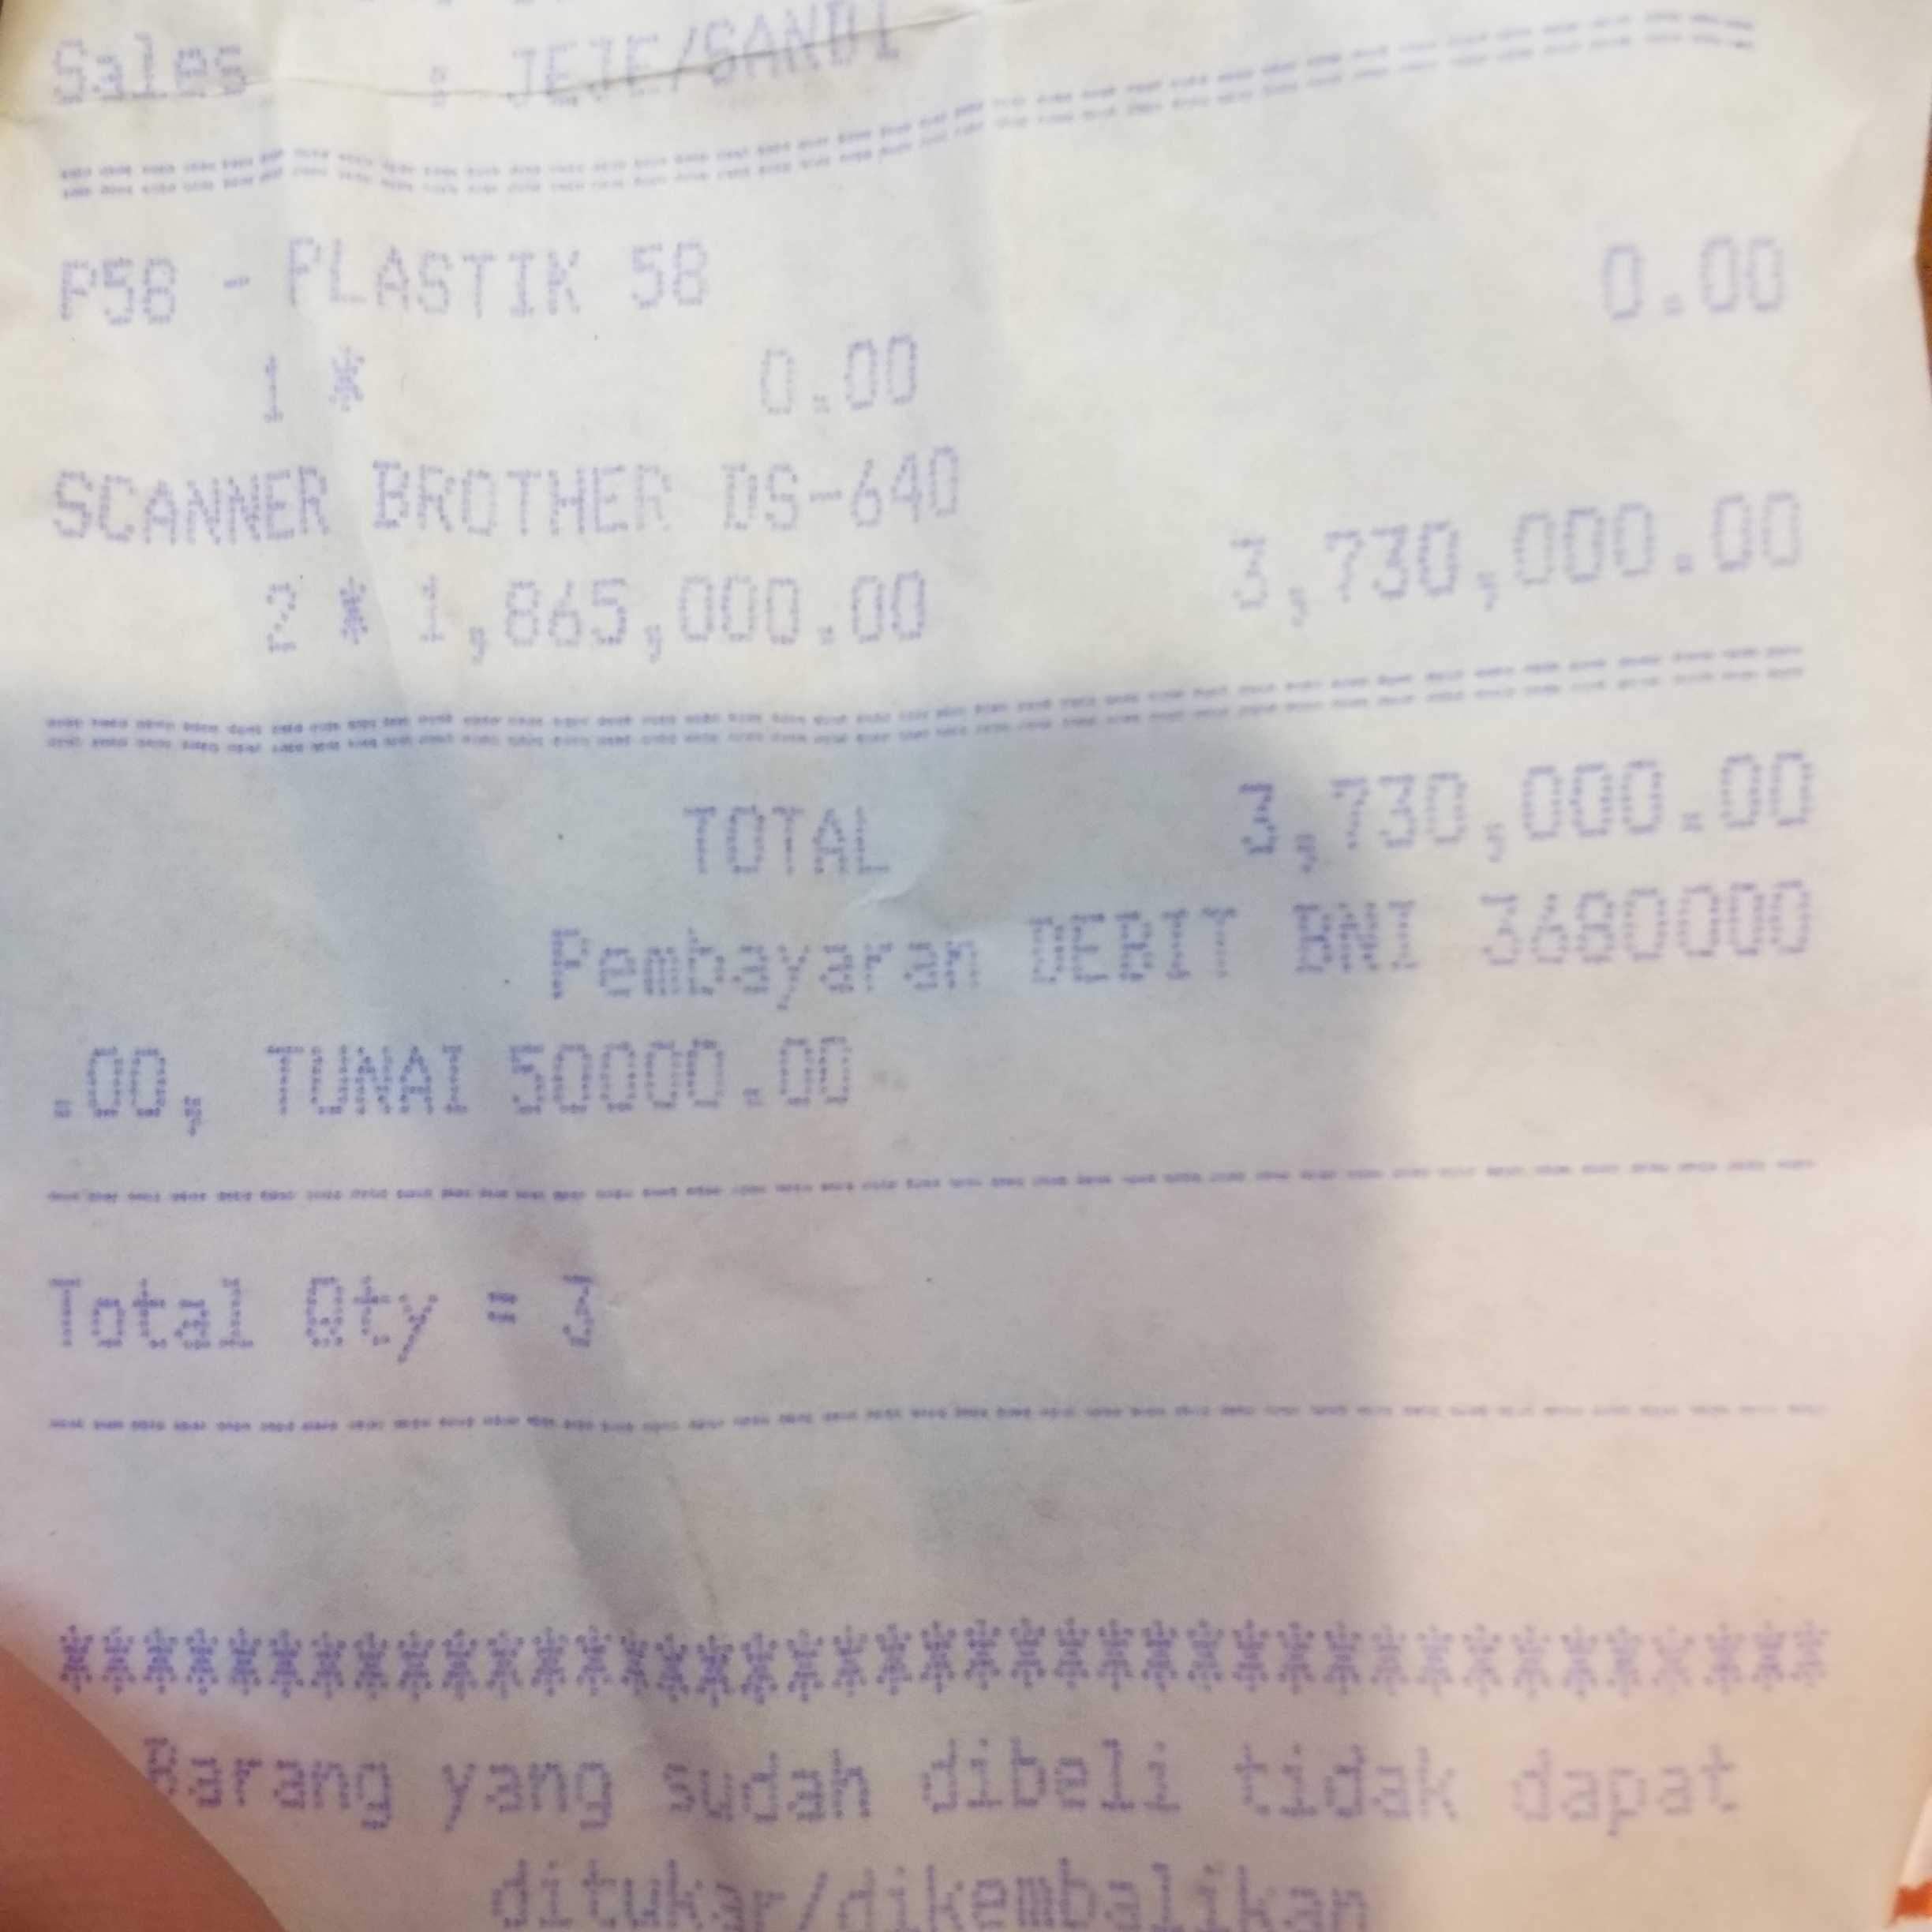 Sales : JEJE/SANDI
P58 - PLASTIK 58 0.00
1 * 0.00
SCANNER BROTHER DS-640
3,730,000.00
2 * 1,865,000.00
TOTAL 3,730,000.00
Pembayaran DEBIT BNI 3680000
.00, TUNAI 50000.00
Total Qty = 3
****************************************
Barang yang sudah dibeli tidak dapat
ditukar/dikembalikan